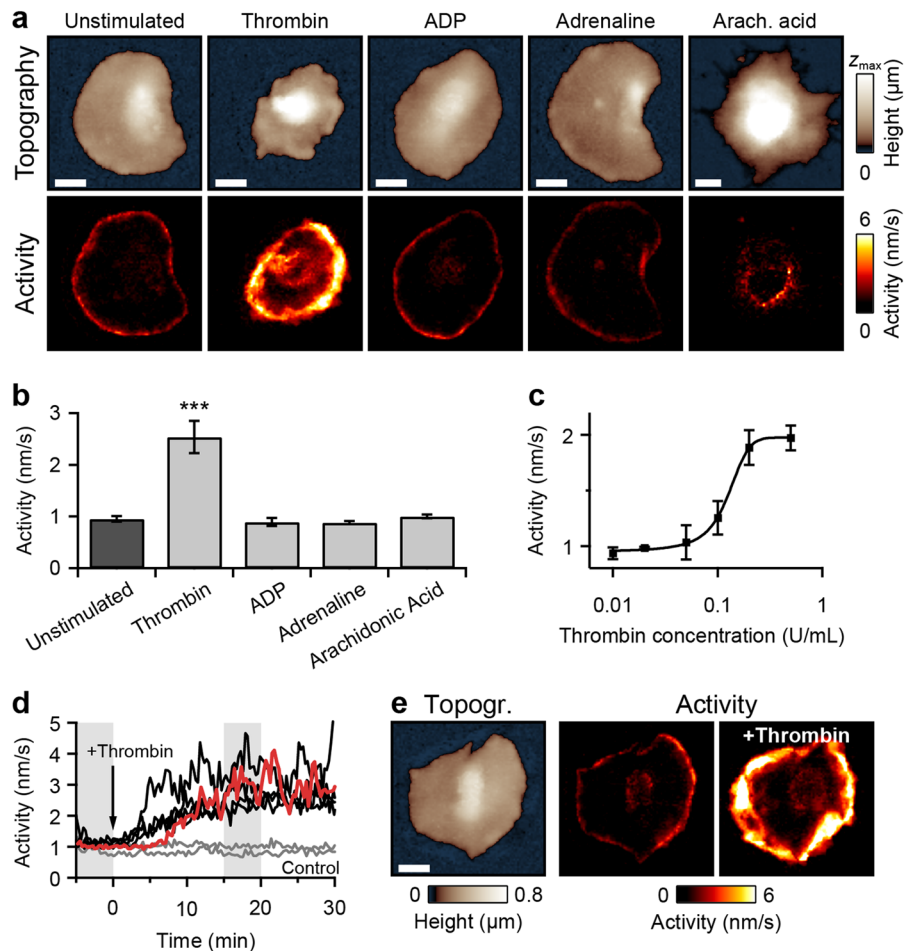 a
Unstimulated Thrombin ADP Adrenaline Arach. acid
Topography
zmax
0
Height (µm)
Activity
6
0
Activity (nm/s)
b
Activity (nm/s)
3
2
1
0
***
Unstimulated
Thrombin
ADP
Adrenaline
Arachidonic Acid
c
Activity (nm/s)
2
1
0.01 0.1 1
Thrombin concentration (U/mL)
d
Activity (nm/s)
5
4
3
2
1
0
+Thrombin
Control
0 10 20 30
Time (min)
e
Topogr. Activity
+Thrombin
0 0.8
Height (µm)
0 6
Activity (nm/s)